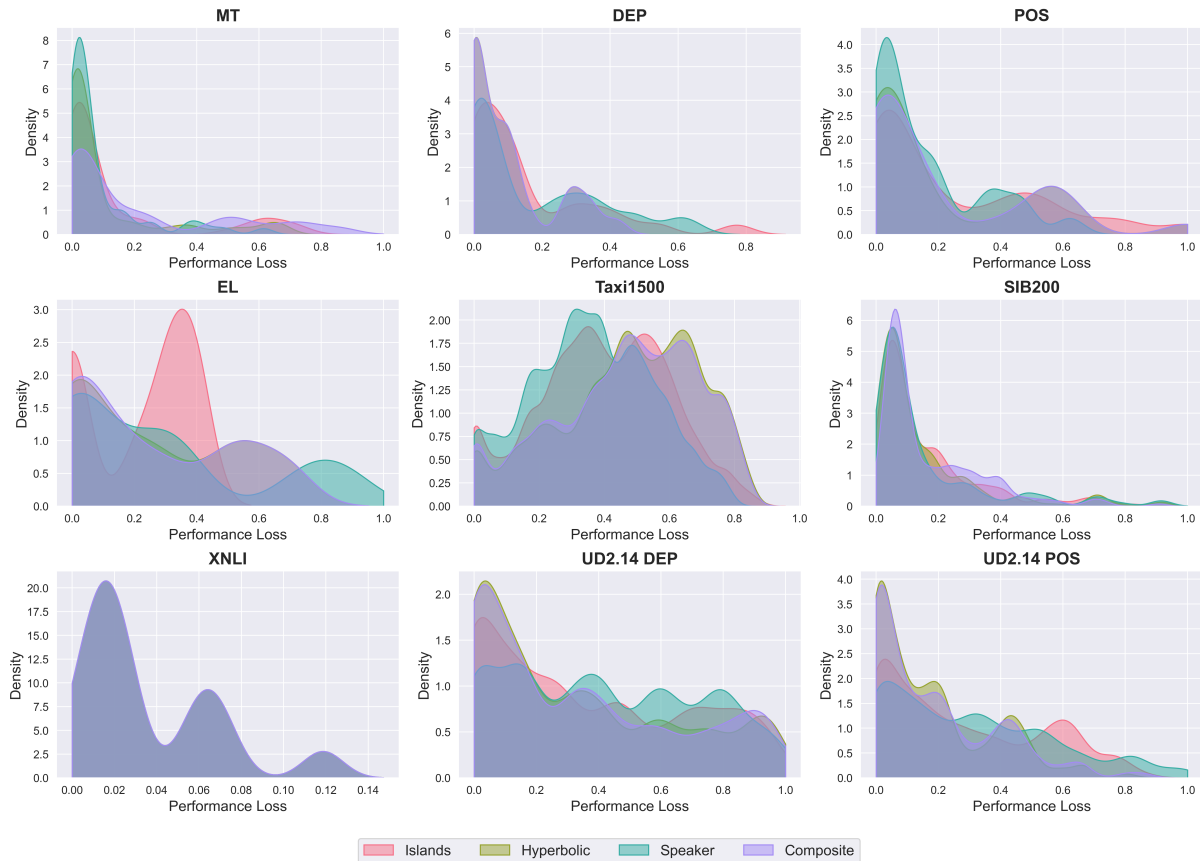 MT DEP POS
8
7
6
5
4
3
2
1
0
Density
0.0 0.2 0.4 0.6 0.8 1.0
Performance Loss
6
5
4
3
2
1
0
Density
0.0 0.2 0.4 0.6 0.8
Performance Loss
4.0
3.5
3.0
2.5
2.0
1.5
1.0
0.5
0.0
Density
0.0 0.2 0.4 0.6 0.8 1.0
Performance Loss
EL Taxi1500 SIB200
3.0
2.5
2.0
1.5
1.0
0.5
0.0
Density
0.0 0.2 0.4 0.6 0.8 1.0
Performance Loss
2.00
1.75
1.50
1.25
1.00
0.75
0.50
0.25
0.00
Density
0.0 0.2 0.4 0.6 0.8 1.0
Performance Loss
6
5
4
3
2
1
0
Density
0.0 0.2 0.4 0.6 0.8 1.0
Performance Loss
XNLI UD2.14 DEP UD2.14 POS
20.0
17.5
15.0
12.5
10.0
7.5
5.0
2.5
0.0
Density
0.00 0.02 0.04 0.06 0.08 0.10 0.12 0.14
Performance Loss
2.0
1.5
1.0
0.5
0.0
Density
0.0 0.2 0.4 0.6 0.8 1.0
Performance Loss
4.0
3.5
3.0
2.5
2.0
1.5
1.0
0.5
0.0
Density
0.0 0.2 0.4 0.6 0.8 1.0
Performance Loss
Islands Hyperbolic Speaker Composite